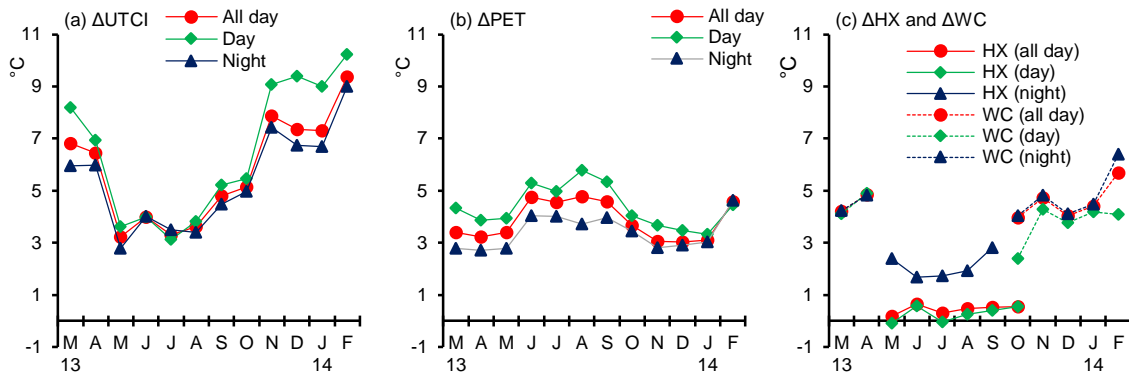 (a) ΔUTCI
All day
Day
Night
°C
11
9
7
5
3
1
-1
M A M J J A S O N D J F
13 14
(b) ΔPET
All day
Day
Night
°C
11
9
7
5
3
1
-1
M A M J J A S O N D J F
13 14
(c) ΔHX and ΔWC
HX (all day)
HX (day)
HX (night)
WC (all day)
WC (day)
WC (night)
°C
11
9
7
5
3
1
-1
M A M J J A S O N D J F
13 14